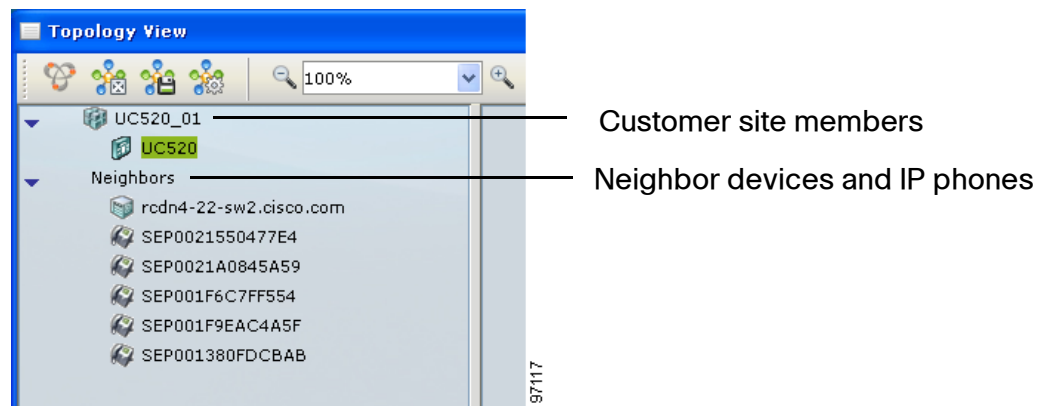 Topology View
100%
UC520_01
Customer site members
UC520
Neighbors
Neighbor devices and IP phones
rcdn4-22-sw2.cisco.com
SEP0021550477E4
SEP0021A0845A59
SEP001F6C7FF554
SEP001F9EAC4A5F
SEP001380FDCBAB
97117